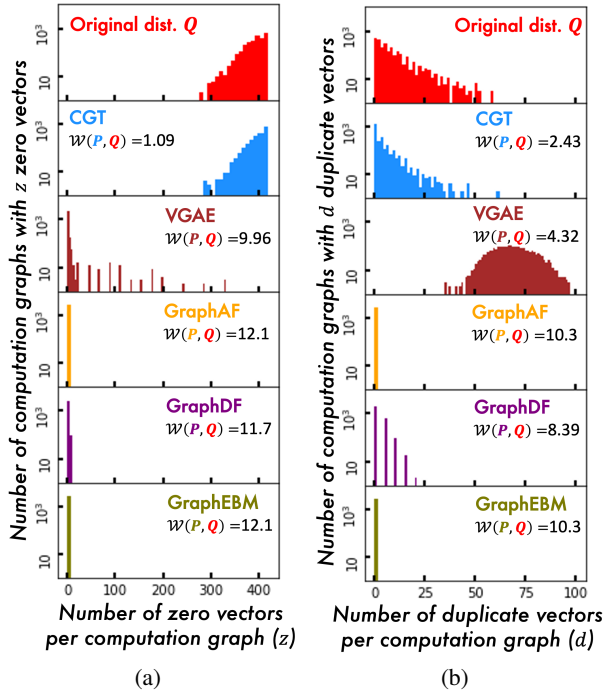 Number of computation graphs with z zero vectors
10³
10
Original dist. Q
10³
10
CGT
𝒲(P, Q) =1.09
10³
10
VGAE
𝒲(P, Q) =9.96
10³
10
GraphAF
𝒲(P, Q) =12.1
10³
10
GraphDF
𝒲(P, Q) =11.7
10³
10
GraphEBM
𝒲(P, Q) =12.1
0 100 200 300 400
Number of zero vectors
per computation graph (z)
(a)
Number of computation graphs with d duplicate vectors
10³
10
Original dist. Q
10³
10
CGT
𝒲(P, Q) =2.43
10³
10
VGAE
𝒲(P, Q) =4.32
10³
10
GraphAF
𝒲(P, Q) =10.3
10³
10
GraphDF
𝒲(P, Q) =8.39
10³
10
GraphEBM
𝒲(P, Q) =10.3
0 25 50 75 100
Number of duplicate vectors
per computation graph (d)
(b)